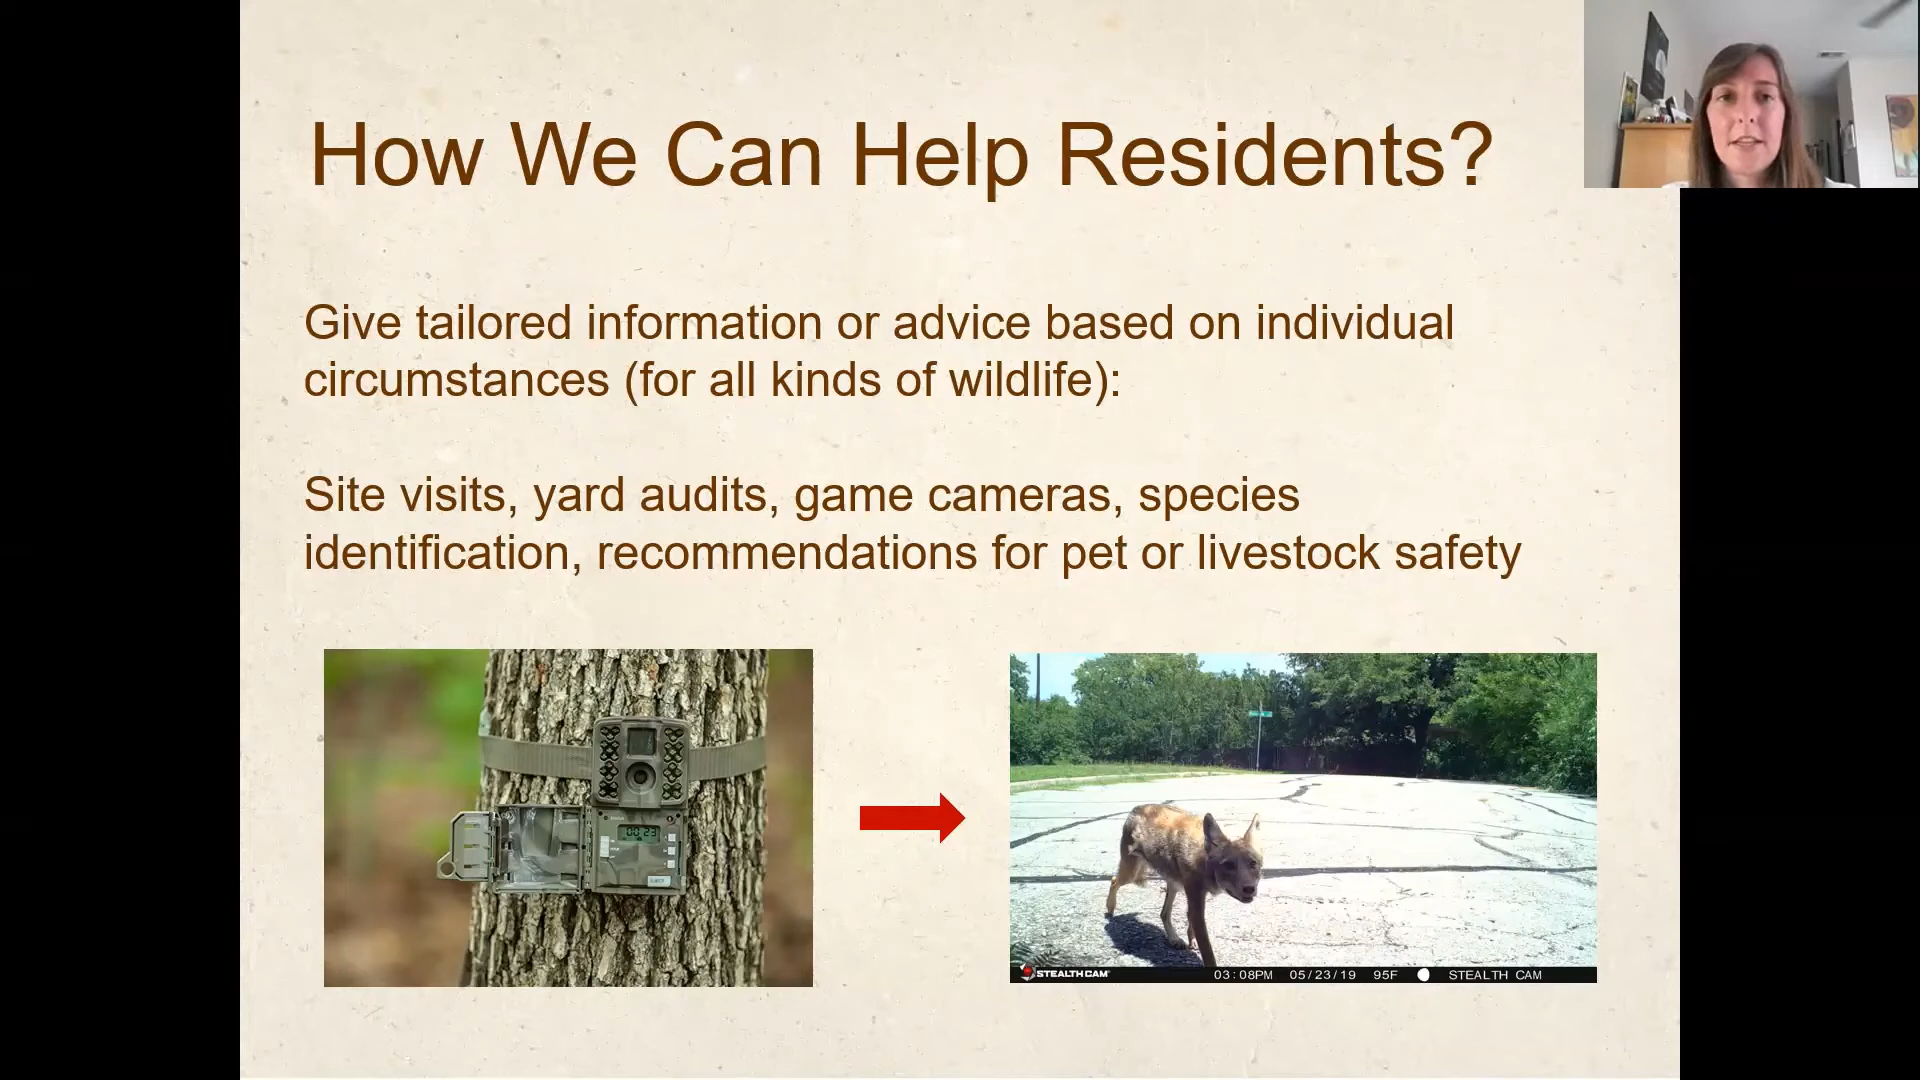 How We Can Help Residents?
Give tailored information or advice based on individual
circumstances (for all kinds of wildlife):
Site visits, yard audits, game cameras, species
identification, recommendations for pet or livestock safety
00:23
STEALTH CAM 03:08PM 05/23/19 95F STEALTH CAM